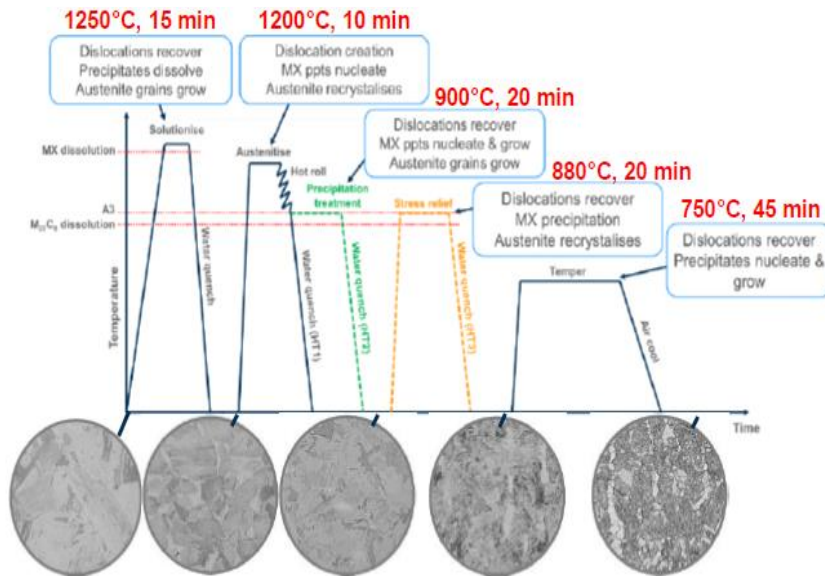 1250°C, 15 min
Dislocations recover
Precipitates dissolve
Austenite grains grow
1200°C, 10 min
Dislocation creation
MX ppts nucleate
Austenite recrystalises
900°C, 20 min
Dislocations recover
MX ppts nucleate & grow
Austenite grains grow
880°C, 20 min
Dislocations recover
MX precipitation
Austenite recrystalises
750°C, 45 min
Dislocations recover
Precipitates nucleate &
grow
Solutionise
MX dissolution
Austenitise
Hot roll
Precipitation
treatment
Stress relief
A3
M₂₃C₆ dissolution
Temper
Water quench
Water quench (HT1)
Water quench (HT2)
Water quench (HT3)
Air cool
Temperature
Time